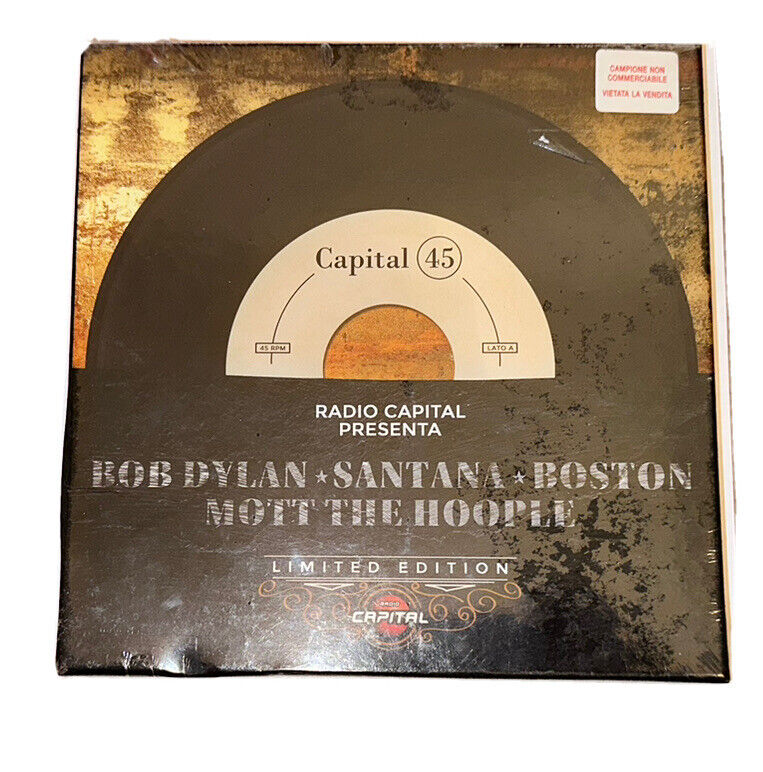 CAMPIONE NON
COMMERCIABILE
VIETATA LA VENDITA
Capital 45
45 RPM
LATO A
RADIO CAPITAL
PRESENTA
BOB DYLAN ★ SANTANA ★ BOSTON
MOTT THE HOOPLE
LIMITED EDITION
RADIO
CAPITAL